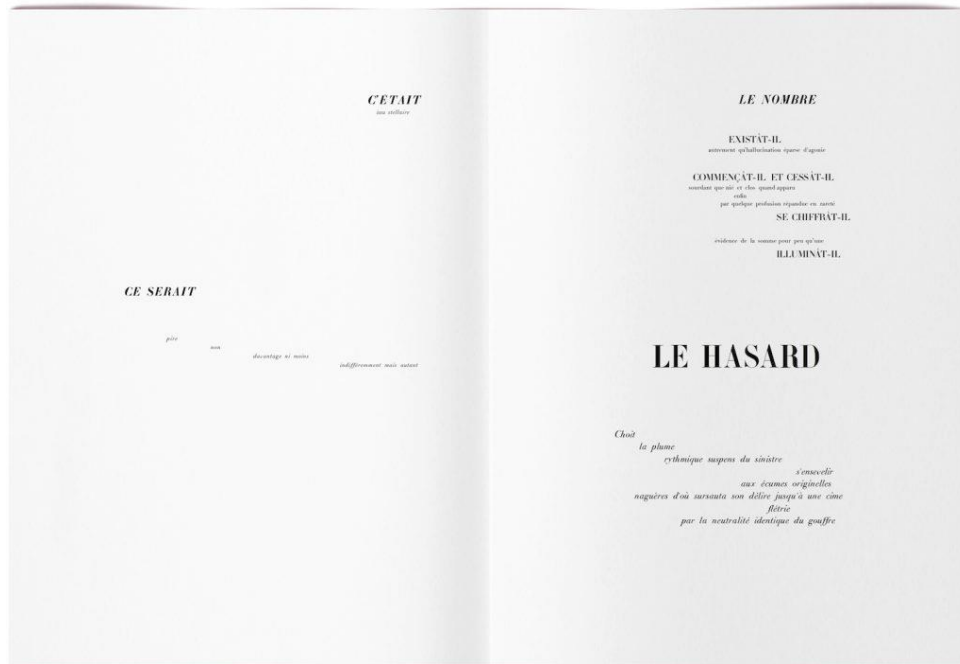 C'ÉTAIT
issu stellaire
CE SERAIT
pire
non
davantage ni moins
indifféremment mais autant
LE NOMBRE
EXISTÂT-IL
autrement qu'hallucination éparse d'agonie
COMMENÇÂT-IL ET CESSÂT-IL
sourdant que nié et clos quand apparu
enfin
par quelque profusion répandue en rareté
SE CHIFFRÂT-IL
évidence de la somme pour peu qu'une
ILLUMINÂT-IL
LE HASARD
Choit
la plume
rythmique suspens du sinistre
s'ensevelir
aux écumes originelles
naguères d'où sursauta son délire jusqu'à une cime
flétrie
par la neutralité identique du gouffre